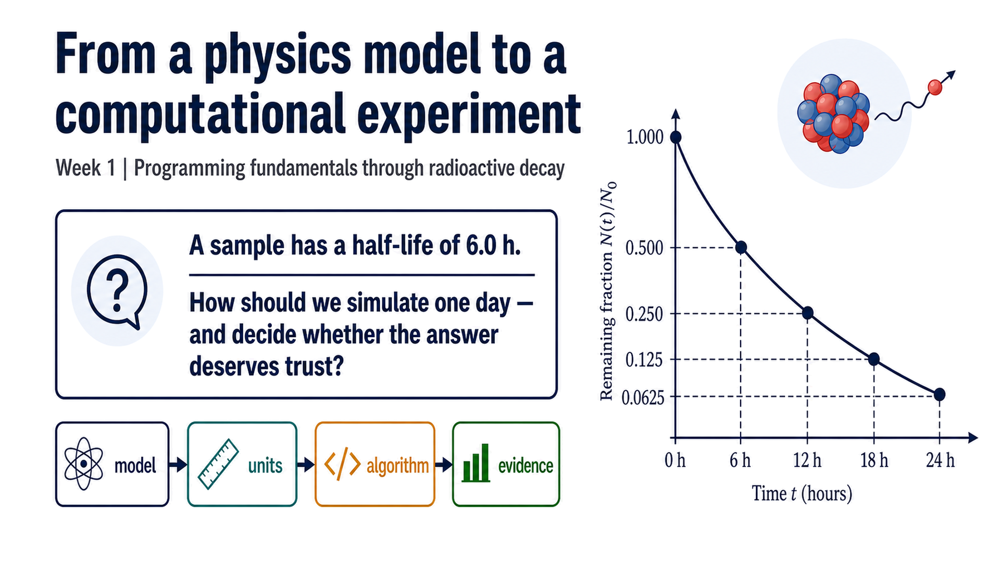 From a physics model to a
computational experiment
Week 1 | Programming fundamentals through radioactive decay
?
A sample has a half-life of 6.0 h.
How should we simulate one day —
and decide whether the answer
deserves trust?
model
units
</> algorithm
evidence
Remaining fraction N(t)/N₀
1.000
0.500
0.250
0.125
0.0625
0 h 6 h 12 h 18 h 24 h
Time t (hours)